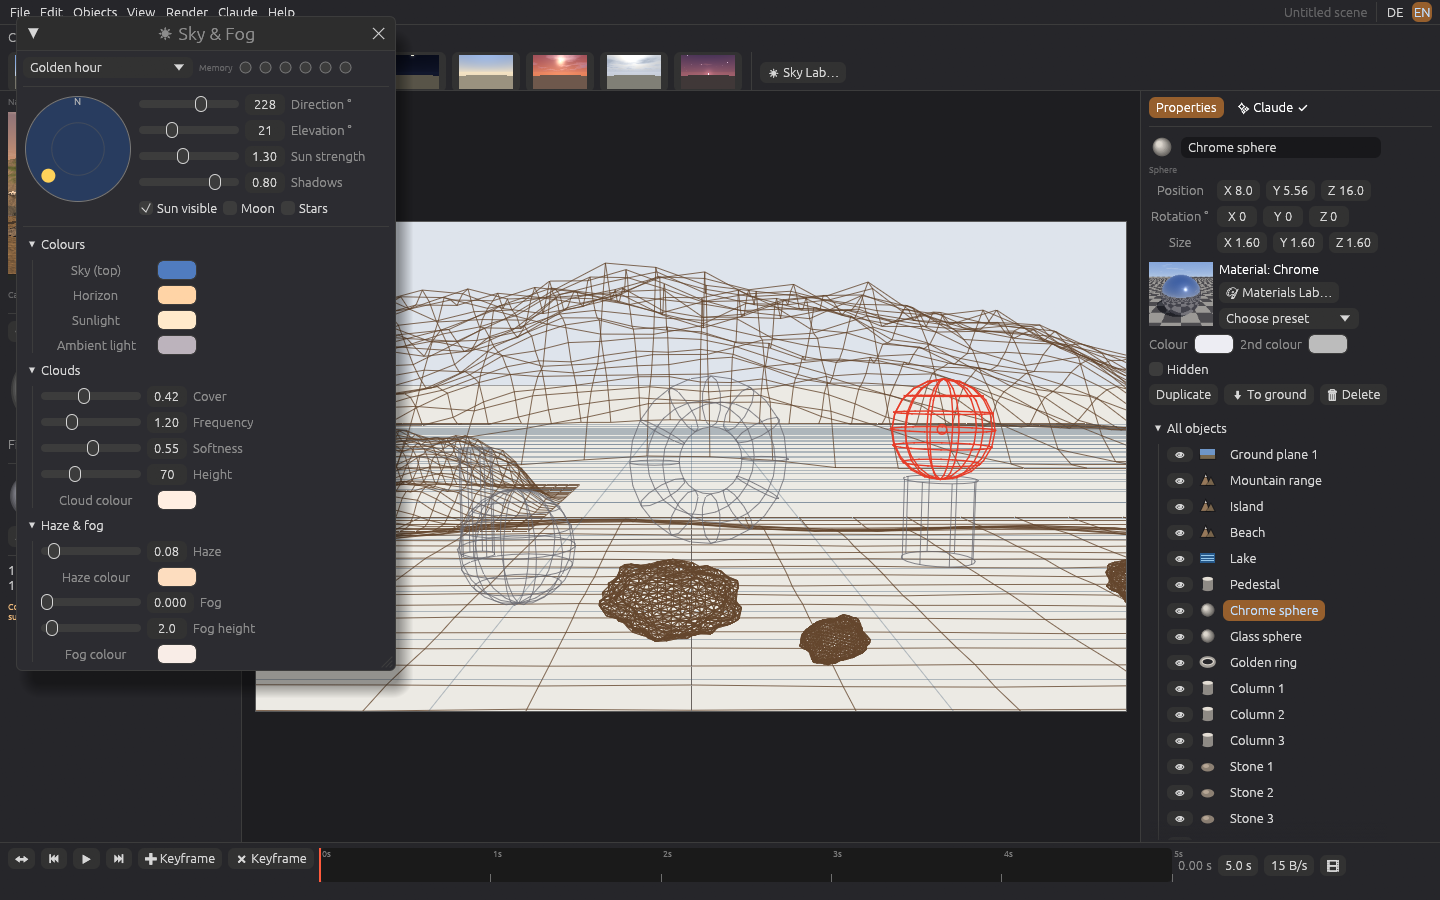 File Edit Objects View Render Claude Help
Untitled scene DE EN
Sky & Fog
Golden hour Memory
Sky Lab…
N
228 Direction °
21 Elevation °
1.30 Sun strength
0.80 Shadows
Sun visible Moon Stars
Colours
Sky (top)
Horizon
Sunlight
Ambient light
Clouds
0.42 Cover
1.20 Frequency
0.55 Softness
70 Height
Cloud colour
Haze & fog
0.08 Haze
Haze colour
0.000 Fog
2.0 Fog height
Fog colour
Properties Claude
Chrome sphere
Sphere
Position X 8.0 Y 5.56 Z 16.0
Rotation ° X 0 Y 0 Z 0
Size X 1.60 Y 1.60 Z 1.60
Material: Chrome
Materials Lab…
Choose preset
Colour 2nd colour
Hidden
Duplicate To ground Delete
All objects
Ground plane 1
Mountain range
Island
Beach
Lake
Pedestal
Chrome sphere
Glass sphere
Golden ring
Column 1
Column 2
Column 3
Stone 1
Stone 2
Stone 3
Keyframe Keyframe
0s 1s 2s 3s 4s 5s
0.00 s 5.0 s 15 B/s